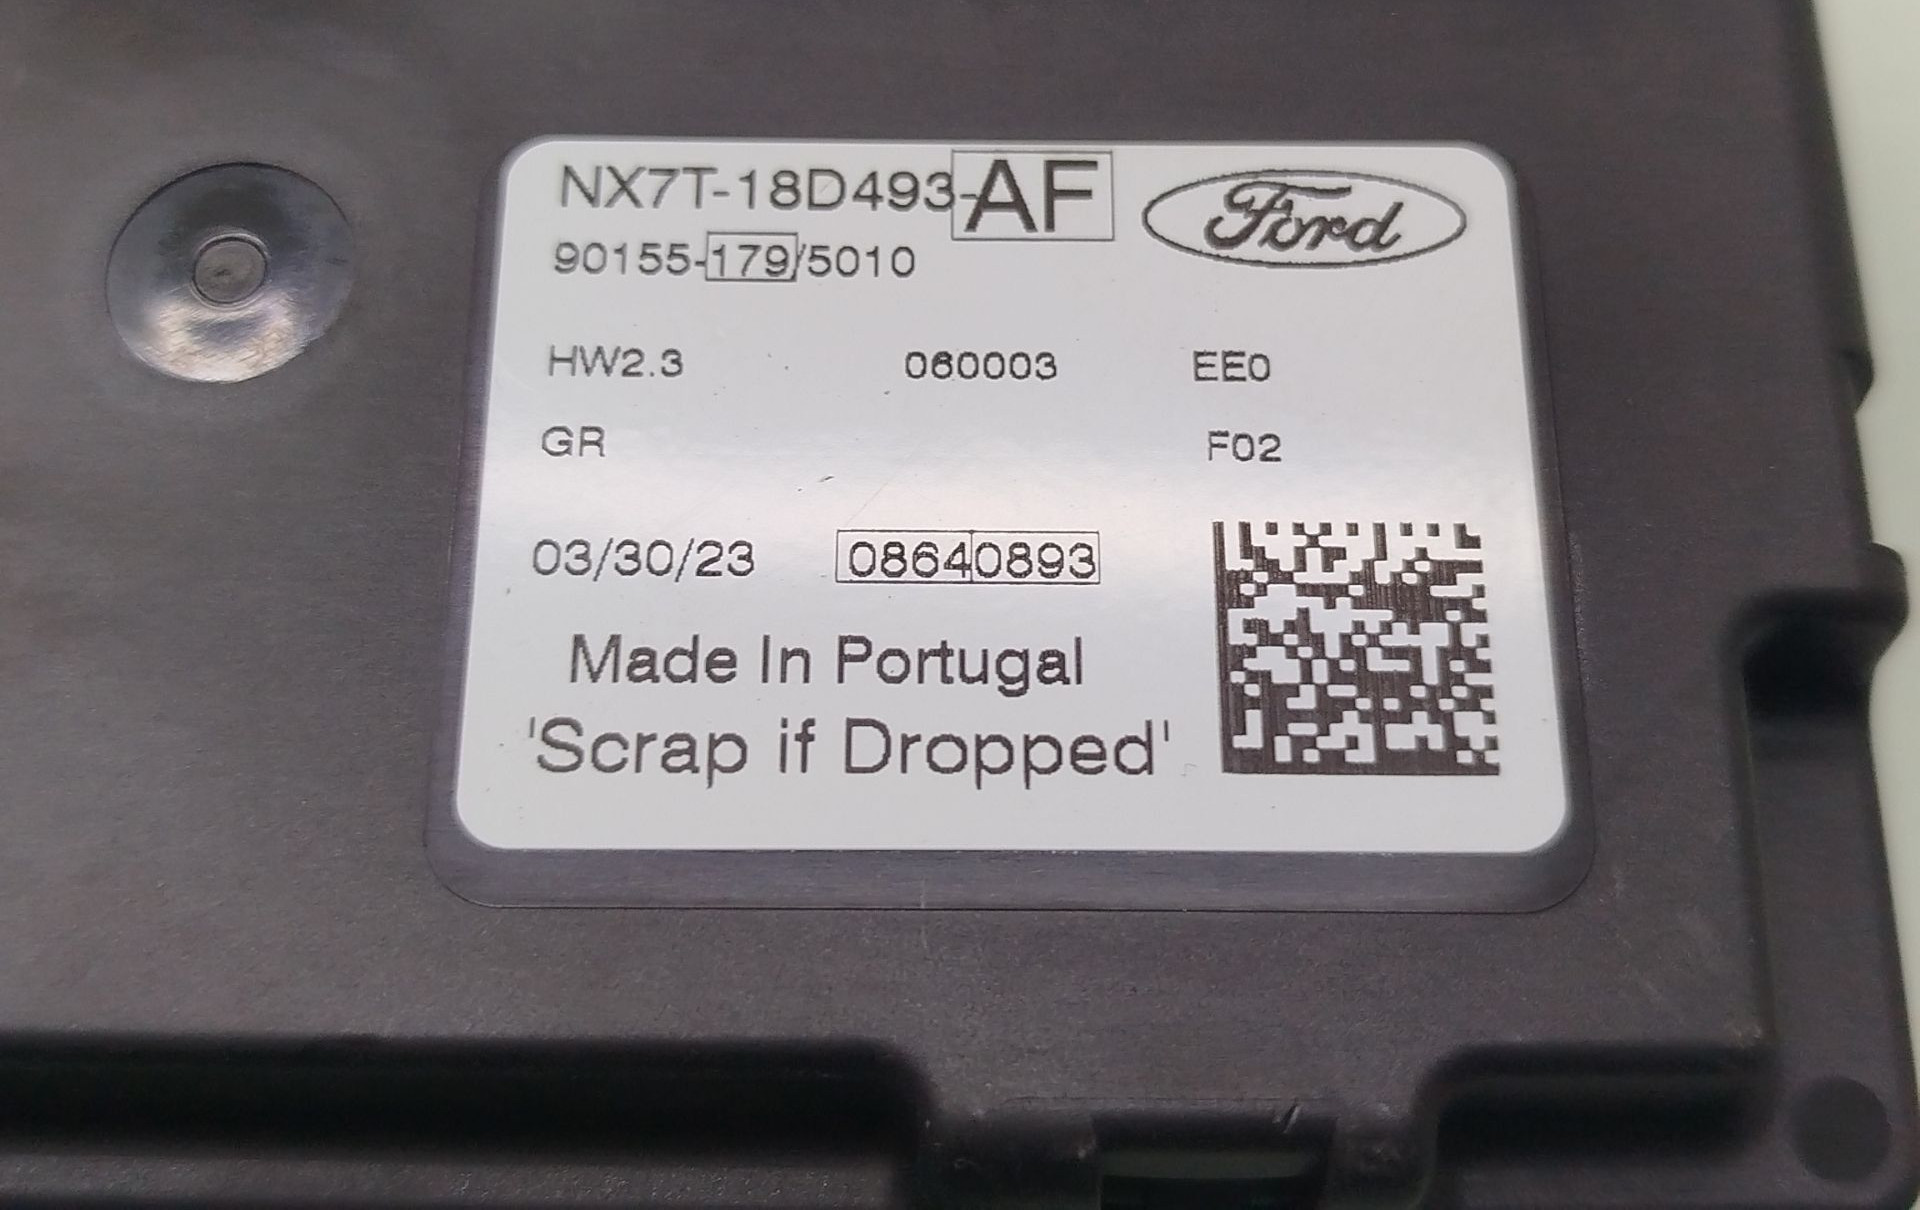 NX7T-18D493-AF
Ford
90155-179/5010
HW2.3 060003 EE0
GR F02
03/30/23 08640893
Made In Portugal
'Scrap if Dropped'